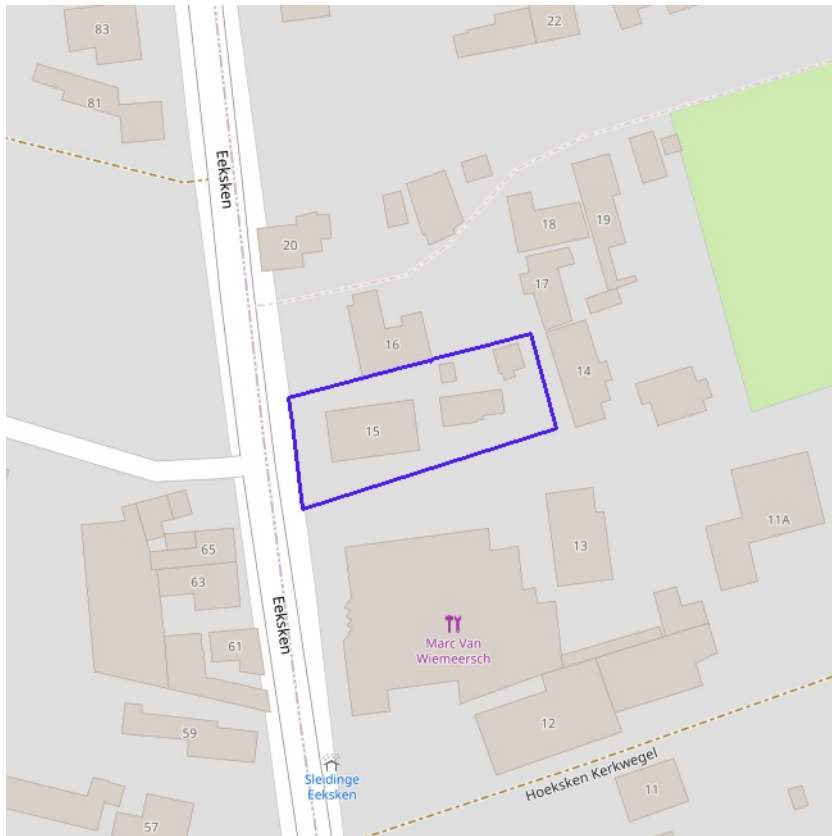 83
22
81
Eeksken
20
18
19
17
16
14
15
11A
13
65
63
61
Eeksken
Marc Van
Wiemeersch
59
12
Sleidinge
Eeksken
Hoeksken Kerkwegel
11
57